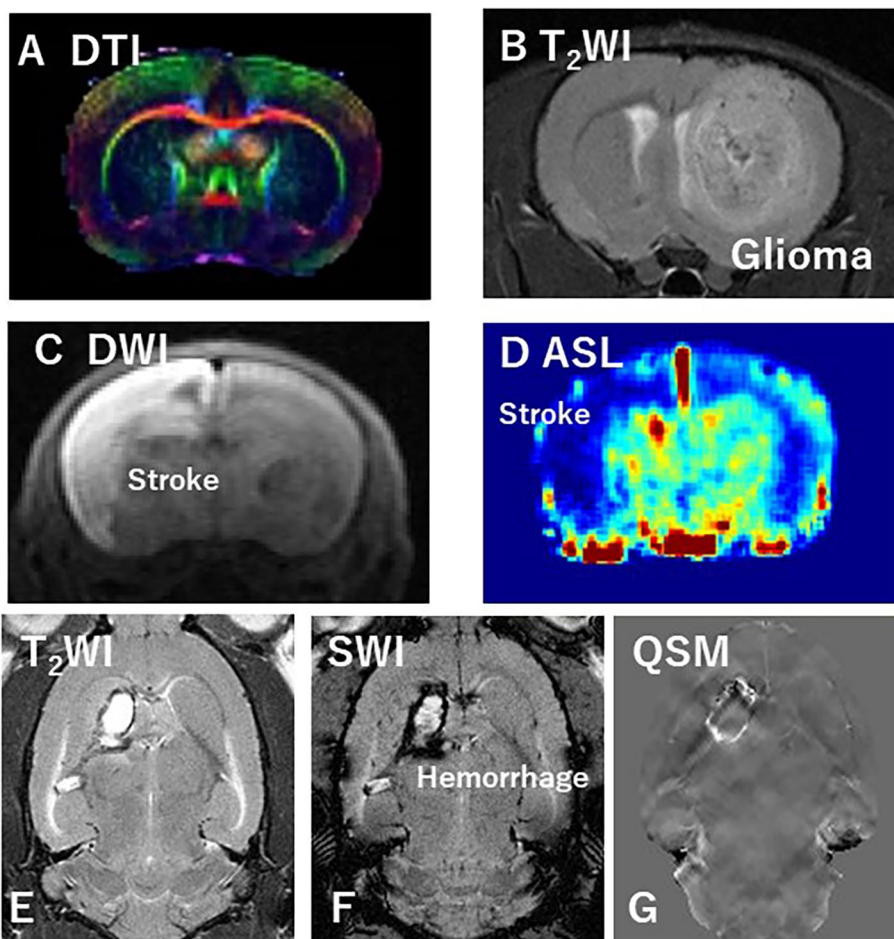 A DTI
B T₂WI
Glioma
C DWI
Stroke
D ASL
Stroke
T₂WI
E
SWI
Hemorrhage
F
QSM
G